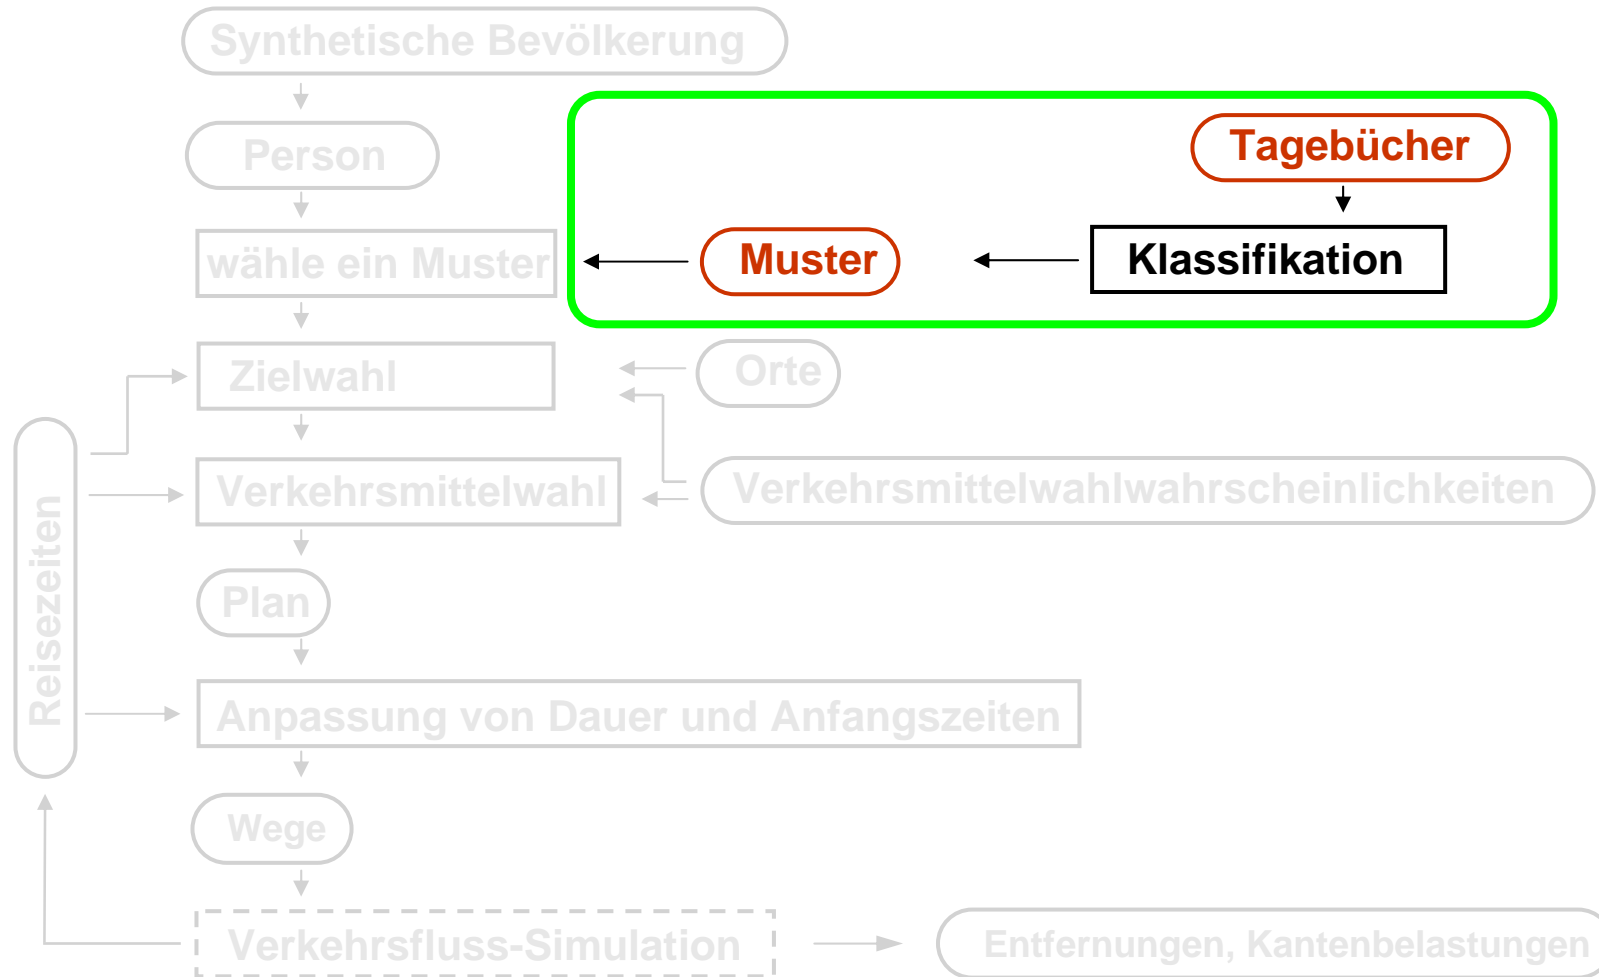 Synthetische Bevölkerung
Person
Tagebücher
wähle ein Muster
Muster
Klassifikation
Zielwahl
Orte
Verkehrsmittelwahl
Verkehrsmittelwahlwahrscheinlichkeiten
Reisezeiten
Plan
Anpassung von Dauer und Anfangszeiten
Wege
Verkehrsfluss-Simulation
Entfernungen, Kantenbelastungen